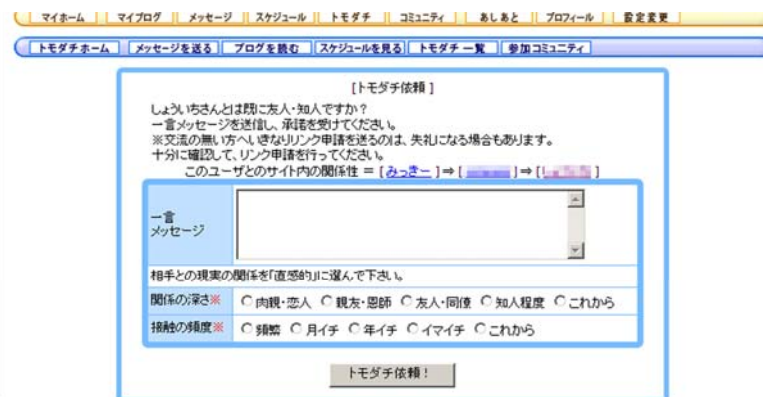 マイホーム マイブログ メッセージ スケジュール トモダチ コミュニティ あしあと プロフィール 設定変更
トモダチホーム メッセージを送る ブログを読む スケジュールを見る トモダチ一覧 参加コミュニティ
[トモダチ依頼]
しょういちさんとは既に友人・知人ですか?
一言メッセージを送信し、承諾を受けてください。
※交流の無い方へいきなりリンク申請を送るのは、失礼になる場合もあります。
十分に確認して、リンク申請を行ってください。
このユーザとのサイト内の関係性 = [みっきー]⇒[ ]⇒[ ]
一言
メッセージ
相手との現実の関係を「直感的」に選んで下さい。
関係の深さ※ 肉親・恋人 親友・恩師 友人・同僚 知人程度 これから
接触の頻度※ 頻繁 月イチ 年イチ イマイチ これから
トモダチ依頼!